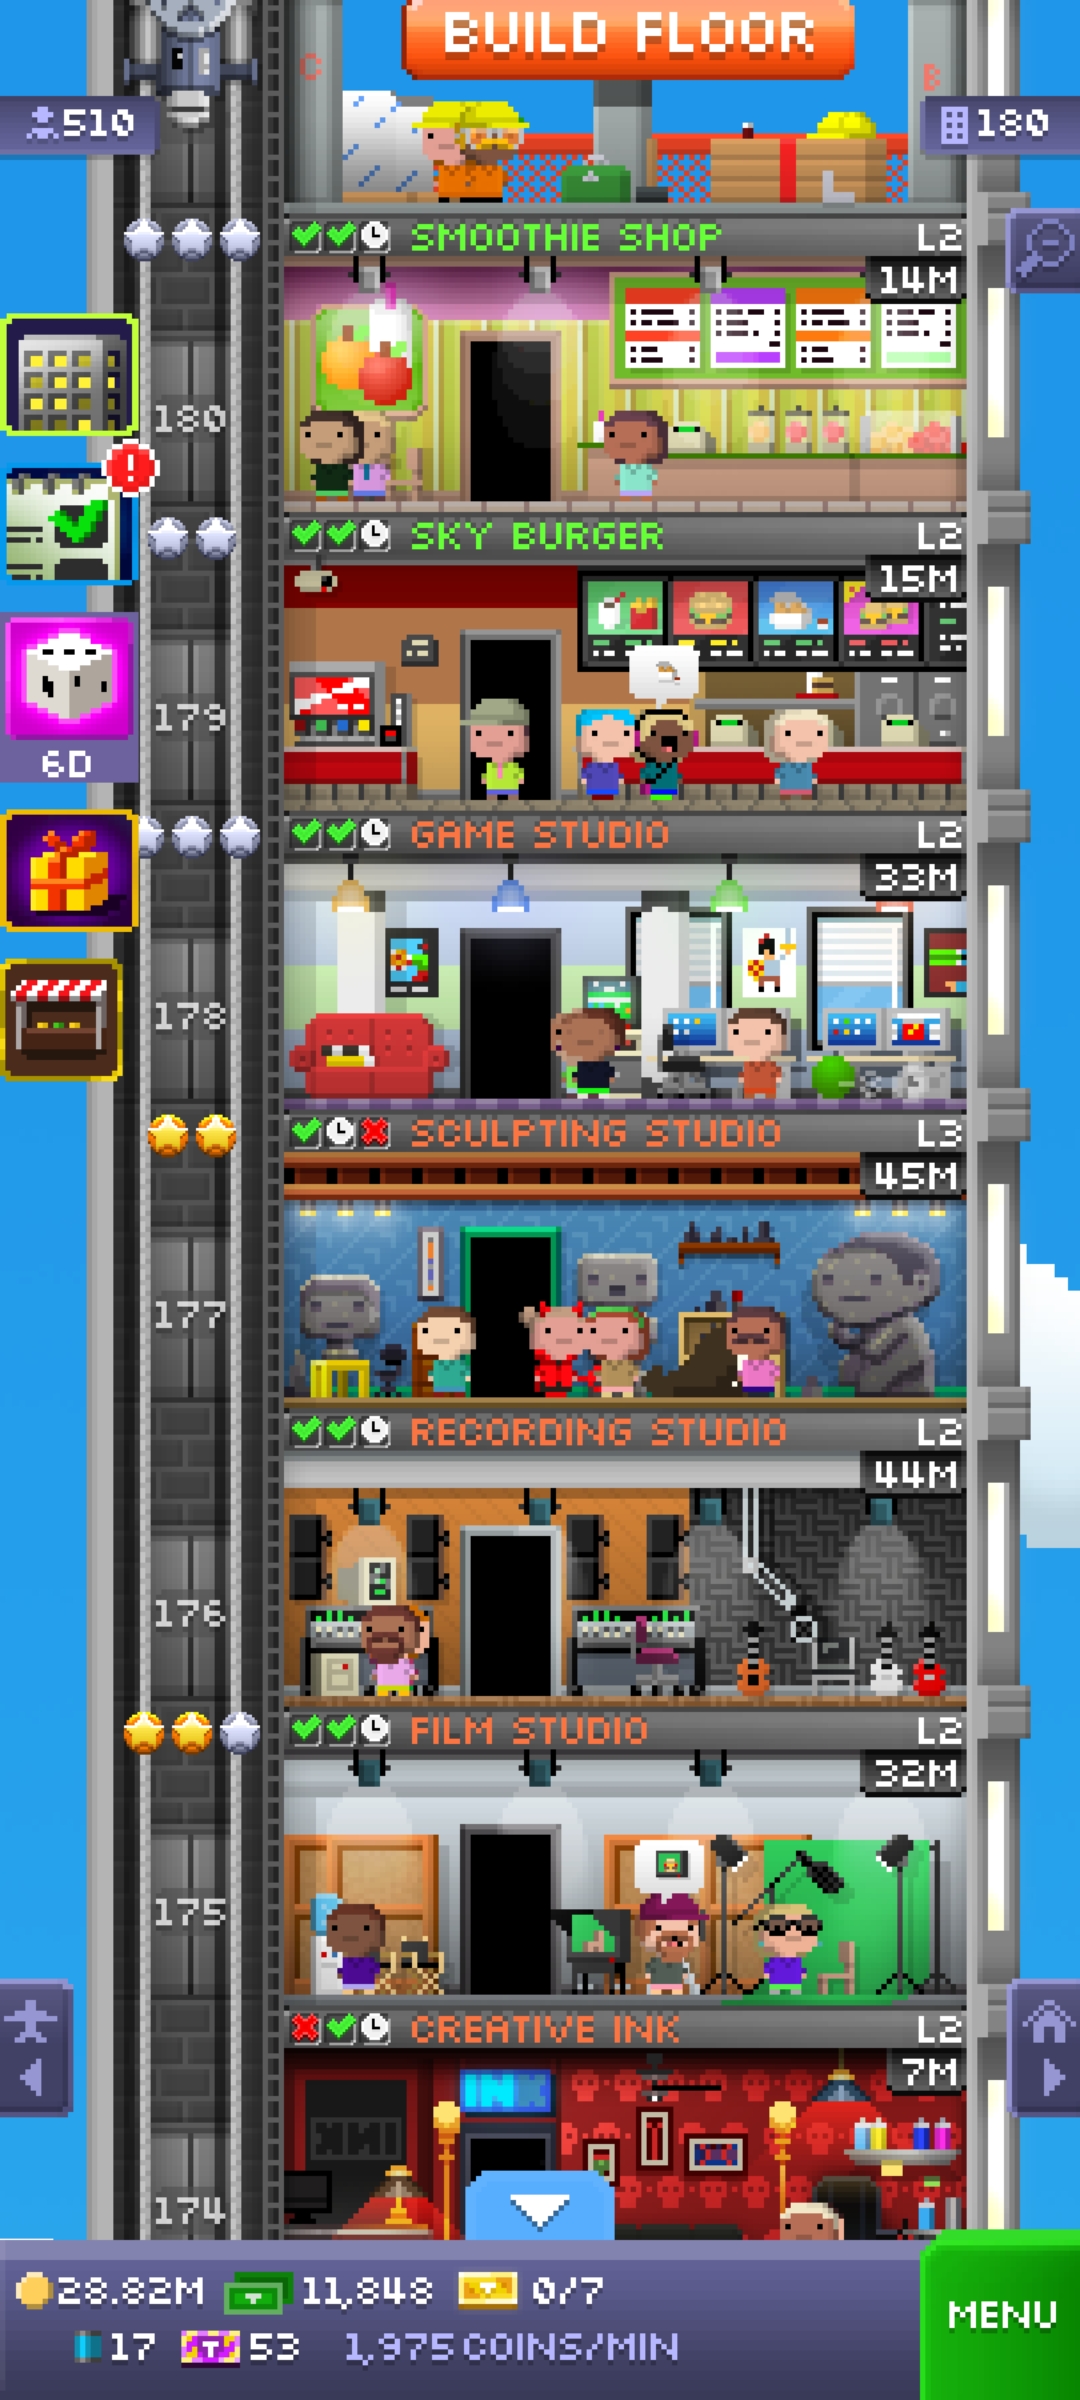 BUILD FLOOR
C
B
510
180
SMOOTHIE SHOP
L2
14M
180
SKY BURGER
L2
15M
179
6D
GAME STUDIO
L2
33M
178
SCULPTING STUDIO
L3
45M
177
RECORDING STUDIO
L2
44M
176
FILM STUDIO
L2
32M
175
CREATIVE INK
L2
7M
INK
174
28.82M 11,848 0/7
17 53 1,975 COINS/MIN
MENU